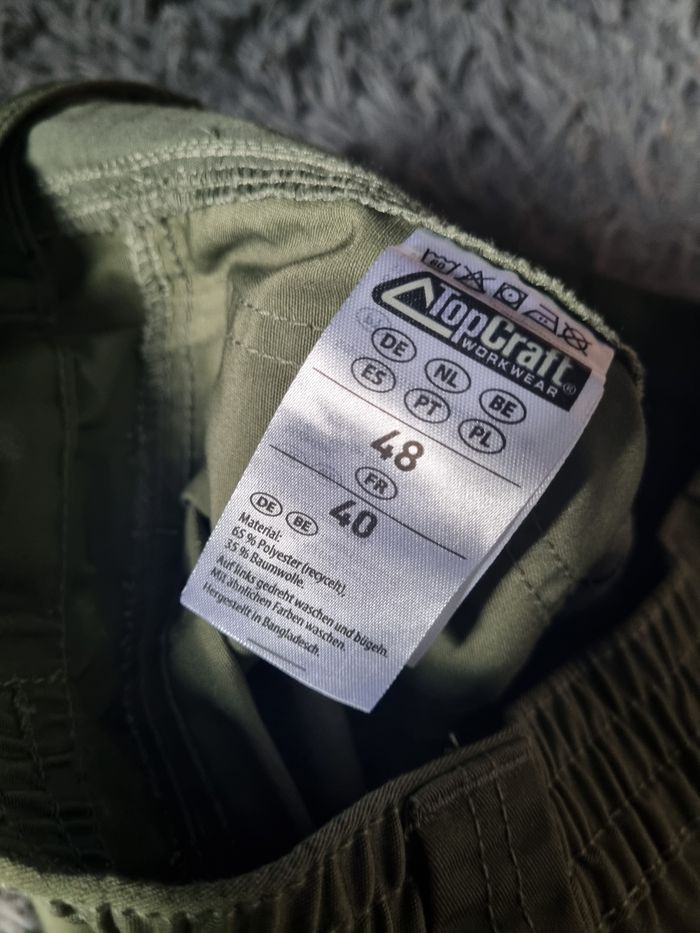 TopCraft®
WORKWEAR
DE NL BE
ES PT PL
48
FR
40
DE BE
Material:
65 % Polyester (recycelt),
35 % Baumwolle.
Auf links gedreht waschen und bügeln.
Mit ähnlichen Farben waschen.
Hergestellt in Bangladesch.